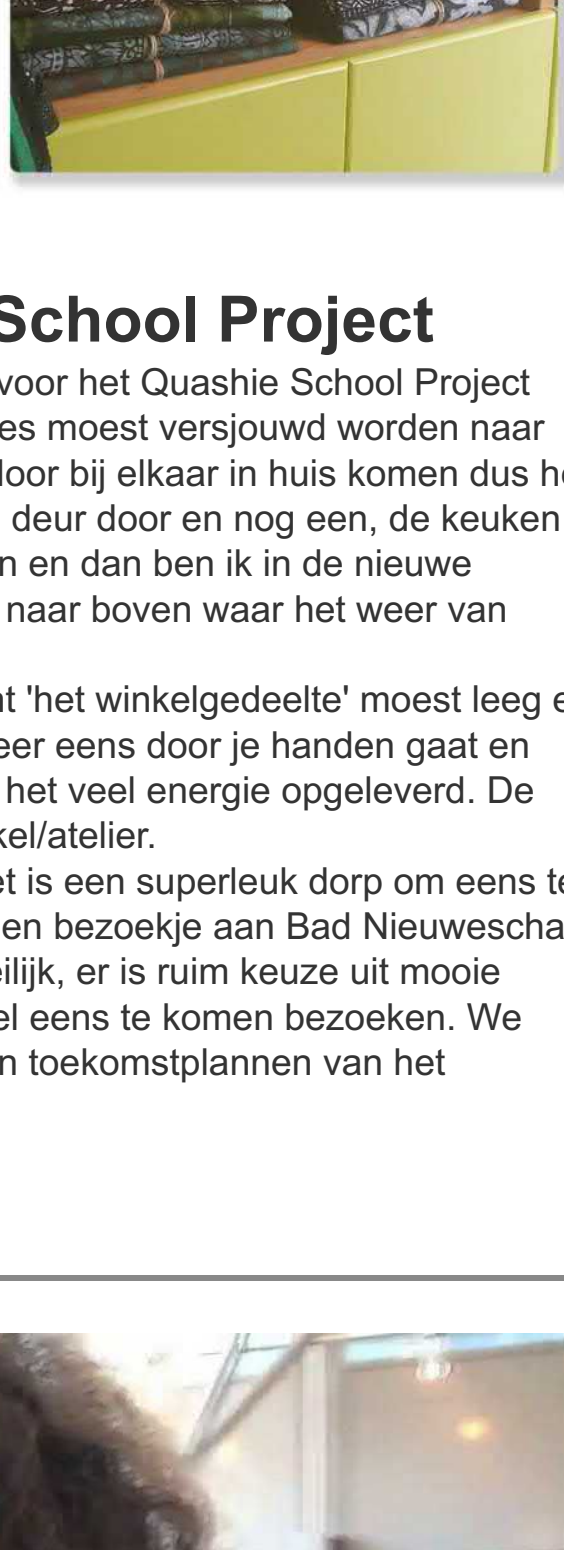 School Project
voor het Quashie School Project
es moest versjouwd worden naar
loor bij elkaar in huis komen dus h
deur door en nog een, de keuken
n en dan ben ik in de nieuwe
naar boven waar het weer van
nt 'het winkelgedeelte' moest leeg e
eer eens door je handen gaat en
het veel energie opgeleverd. De
kel/atelier.
et is een superleuk dorp om eens te
en bezoekje aan Bad Nieuwescha
eilijk, er is ruim keuze uit mooie
el eens te komen bezoeken. We
n toekomstplannen van het